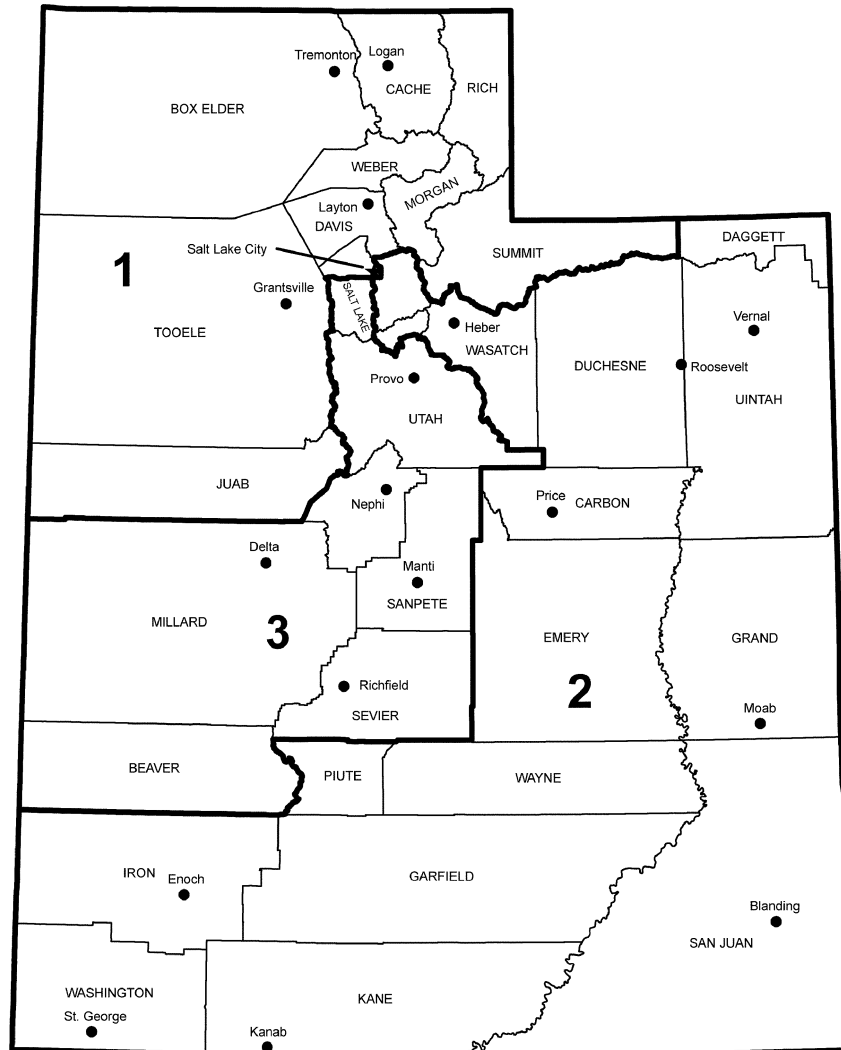 Tremonton
Logan
CACHE
RICH
BOX ELDER
WEBER
MORGAN
Layton
DAVIS
Salt Lake City
SUMMIT
DAGGETT
1
Grantsville
SALT LAKE
TOOELE
Heber
WASATCH
Vernal
DUCHESNE
Roosevelt
UINTAH
Provo
UTAH
JUAB
Nephi
Price
CARBON
Delta
Manti
SANPETE
MILLARD
3
EMERY
GRAND
2
Richfield
SEVIER
Moab
BEAVER
PIUTE
WAYNE
IRON
Enoch
GARFIELD
Blanding
SAN JUAN
WASHINGTON
St. George
KANE
Kanab